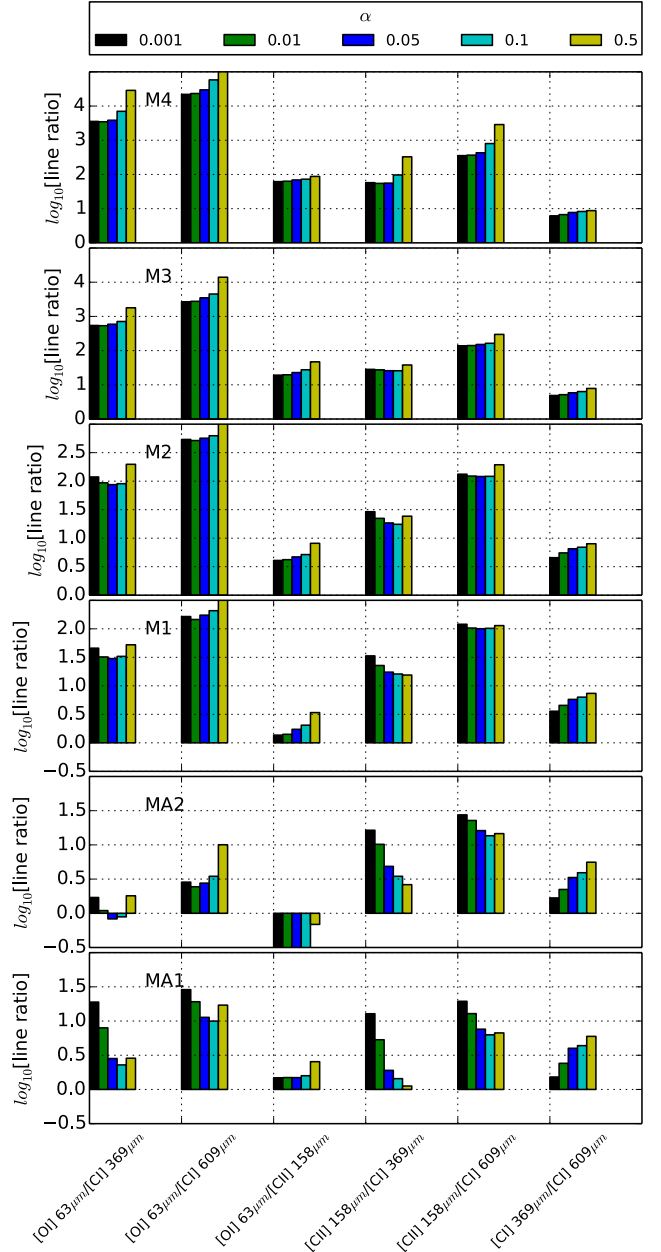 α
0.001 0.01 0.05 0.1 0.5
M4
4
3
2
1
0
log₁₀[line ratio]
M3
4
3
2
1
0
log₁₀[line ratio]
M2
2.5
2.0
1.5
1.0
0.5
0.0
log₁₀[line ratio]
M1
2.0
1.5
1.0
0.5
0.0
−0.5
log₁₀[line ratio]
MA2
1.5
1.0
0.5
0.0
−0.5
log₁₀[line ratio]
MA1
1.5
1.0
0.5
0.0
−0.5
log₁₀[line ratio]
[OI] 63μm/[CI] 369μm
[OI] 63μm/[CI] 609μm
[OI] 63μm/[CII] 158μm
[CII] 158μm/[CI] 369μm
[CII] 158μm/[CI] 609μm
[CI] 369μm/[CI] 609μm